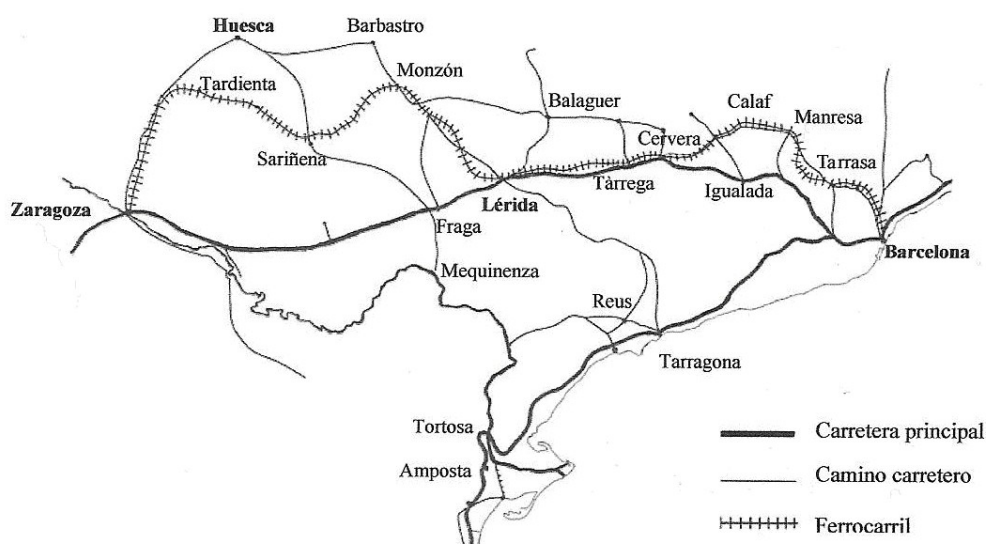 Huesca
Barbastro
Tardienta
Monzón
Balaguer
Calaf
Manresa
Sariñena
Cervera
Tarrasa
Tàrrega
Igualada
Zaragoza
Lérida
Fraga
Barcelona
Mequinenza
Reus
Tarragona
Tortosa
Amposta
Carretera principal
Camino carretero
Ferrocarril